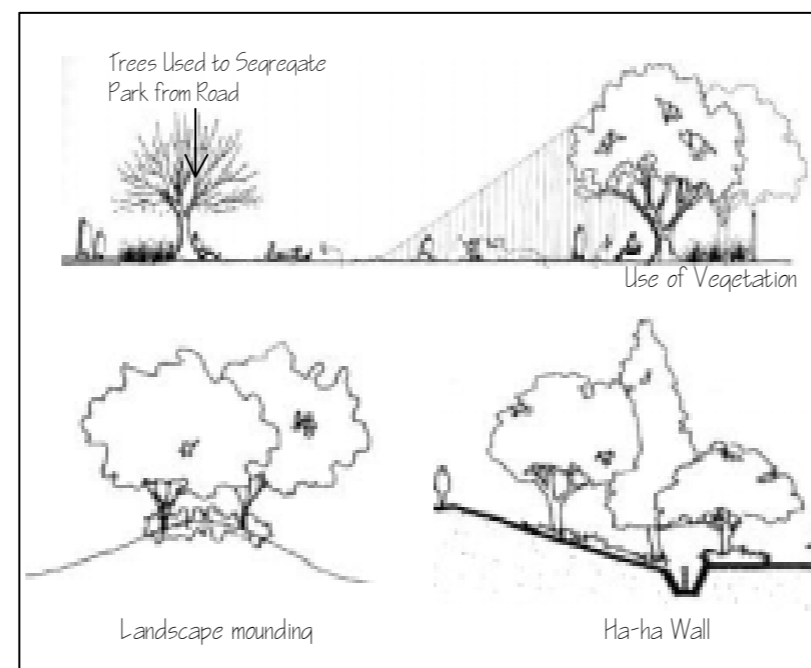 Trees Used to Segregate
Park from Road
Use of Vegetation
Landscape mounding
Ha-ha Wall